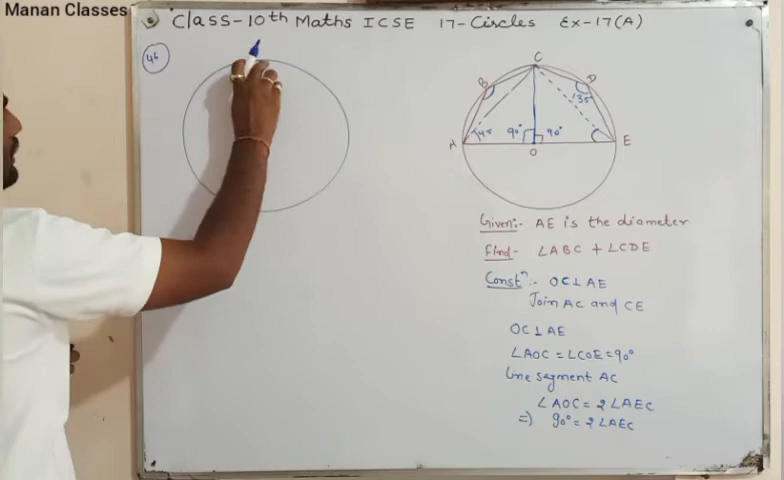 Manan Classes
Class-10th Maths ICSE 17-Circles Ex-17(A)
46
C
B
D
135°
45°
90°
90°
A
O
E
Given:- AE is the diameter
Find- ∠ABC + ∠CDE
Constⁿ:- OC⊥AE
Join AC and CE
OC⊥AE
∠AOC = ∠COE = 90°
Line segment AC
∠AOC = 2∠AEC
⇒ 90° = 2∠AEC